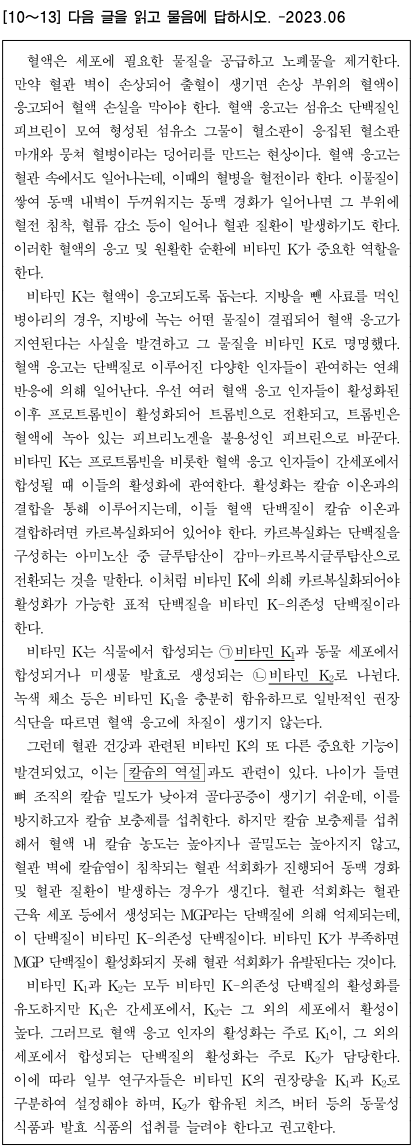 [10～13] 다음 글을 읽고 물음에 답하시오. -2023.06
혈액은 세포에 필요한 물질을 공급하고 노폐물을 제거한다.
만약 혈관 벽이 손상되어 출혈이 생기면 손상 부위의 혈액이
응고되어 혈액 손실을 막아야 한다. 혈액 응고는 섬유소 단백질인
피브린이 모여 형성된 섬유소 그물이 혈소판이 응집된 혈소판
마개와 뭉쳐 혈병이라는 덩어리를 만드는 현상이다. 혈액 응고는
혈관 속에서도 일어나는데, 이때의 혈병을 혈전이라 한다. 이물질이
쌓여 동맥 내벽이 두꺼워지는 동맥 경화가 일어나면 그 부위에
혈전 침착, 혈류 감소 등이 일어나 혈관 질환이 발생하기도 한다.
이러한 혈액의 응고 및 원활한 순환에 비타민 K가 중요한 역할을
한다.
비타민 K는 혈액이 응고되도록 돕는다. 지방을 뺀 사료를 먹인
병아리의 경우, 지방에 녹는 어떤 물질이 결핍되어 혈액 응고가
지연된다는 사실을 발견하고 그 물질을 비타민 K로 명명했다.
혈액 응고는 단백질로 이루어진 다양한 인자들이 관여하는 연쇄
반응에 의해 일어난다. 우선 여러 혈액 응고 인자들이 활성화된
이후 프로트롬빈이 활성화되어 트롬빈으로 전환되고, 트롬빈은
혈액에 녹아 있는 피브리노겐을 불용성인 피브린으로 바꾼다.
비타민 K는 프로트롬빈을 비롯한 혈액 응고 인자들이 간세포에서
합성될 때 이들의 활성화에 관여한다. 활성화는 칼슘 이온과의
결합을 통해 이루어지는데, 이들 혈액 단백질이 칼슘 이온과
결합하려면 카르복실화되어 있어야 한다. 카르복실화는 단백질을
구성하는 아미노산 중 글루탐산이 감마-카르복시글루탐산으로
전환되는 것을 말한다. 이처럼 비타민 K에 의해 카르복실화되어야
활성화가 가능한 표적 단백질을 비타민 K-의존성 단백질이라
한다.
비타민 K는 식물에서 합성되는 ㉠비타민 K₁과 동물 세포에서
합성되거나 미생물 발효로 생성되는 ㉡비타민 K₂로 나뉜다.
녹색 채소 등은 비타민 K₁을 충분히 함유하므로 일반적인 권장
식단을 따르면 혈액 응고에 차질이 생기지 않는다.
그런데 혈관 건강과 관련된 비타민 K의 또 다른 중요한 기능이
발견되었고, 이는 칼슘의 역설과도 관련이 있다. 나이가 들면
뼈 조직의 칼슘 밀도가 낮아져 골다공증이 생기기 쉬운데, 이를
방지하고자 칼슘 보충제를 섭취한다. 하지만 칼슘 보충제를 섭취
해서 혈액 내 칼슘 농도는 높아지나 골밀도는 높아지지 않고,
혈관 벽에 칼슘염이 침착되는 혈관 석회화가 진행되어 동맥 경화
및 혈관 질환이 발생하는 경우가 생긴다. 혈관 석회화는 혈관
근육 세포 등에서 생성되는 MGP라는 단백질에 의해 억제되는데,
이 단백질이 비타민 K-의존성 단백질이다. 비타민 K가 부족하면
MGP 단백질이 활성화되지 못해 혈관 석회화가 유발된다는 것이다.
비타민 K₁과 K₂는 모두 비타민 K-의존성 단백질의 활성화를
유도하지만 K₁은 간세포에서, K₂는 그 외의 세포에서 활성이
높다. 그러므로 혈액 응고 인자의 활성화는 주로 K₁이, 그 외의
세포에서 합성되는 단백질의 활성화는 주로 K₂가 담당한다.
이에 따라 일부 연구자들은 비타민 K의 권장량을 K₁과 K₂로
구분하여 설정해야 하며, K₂가 함유된 치즈, 버터 등의 동물성
식품과 발효 식품의 섭취를 늘려야 한다고 권고한다.